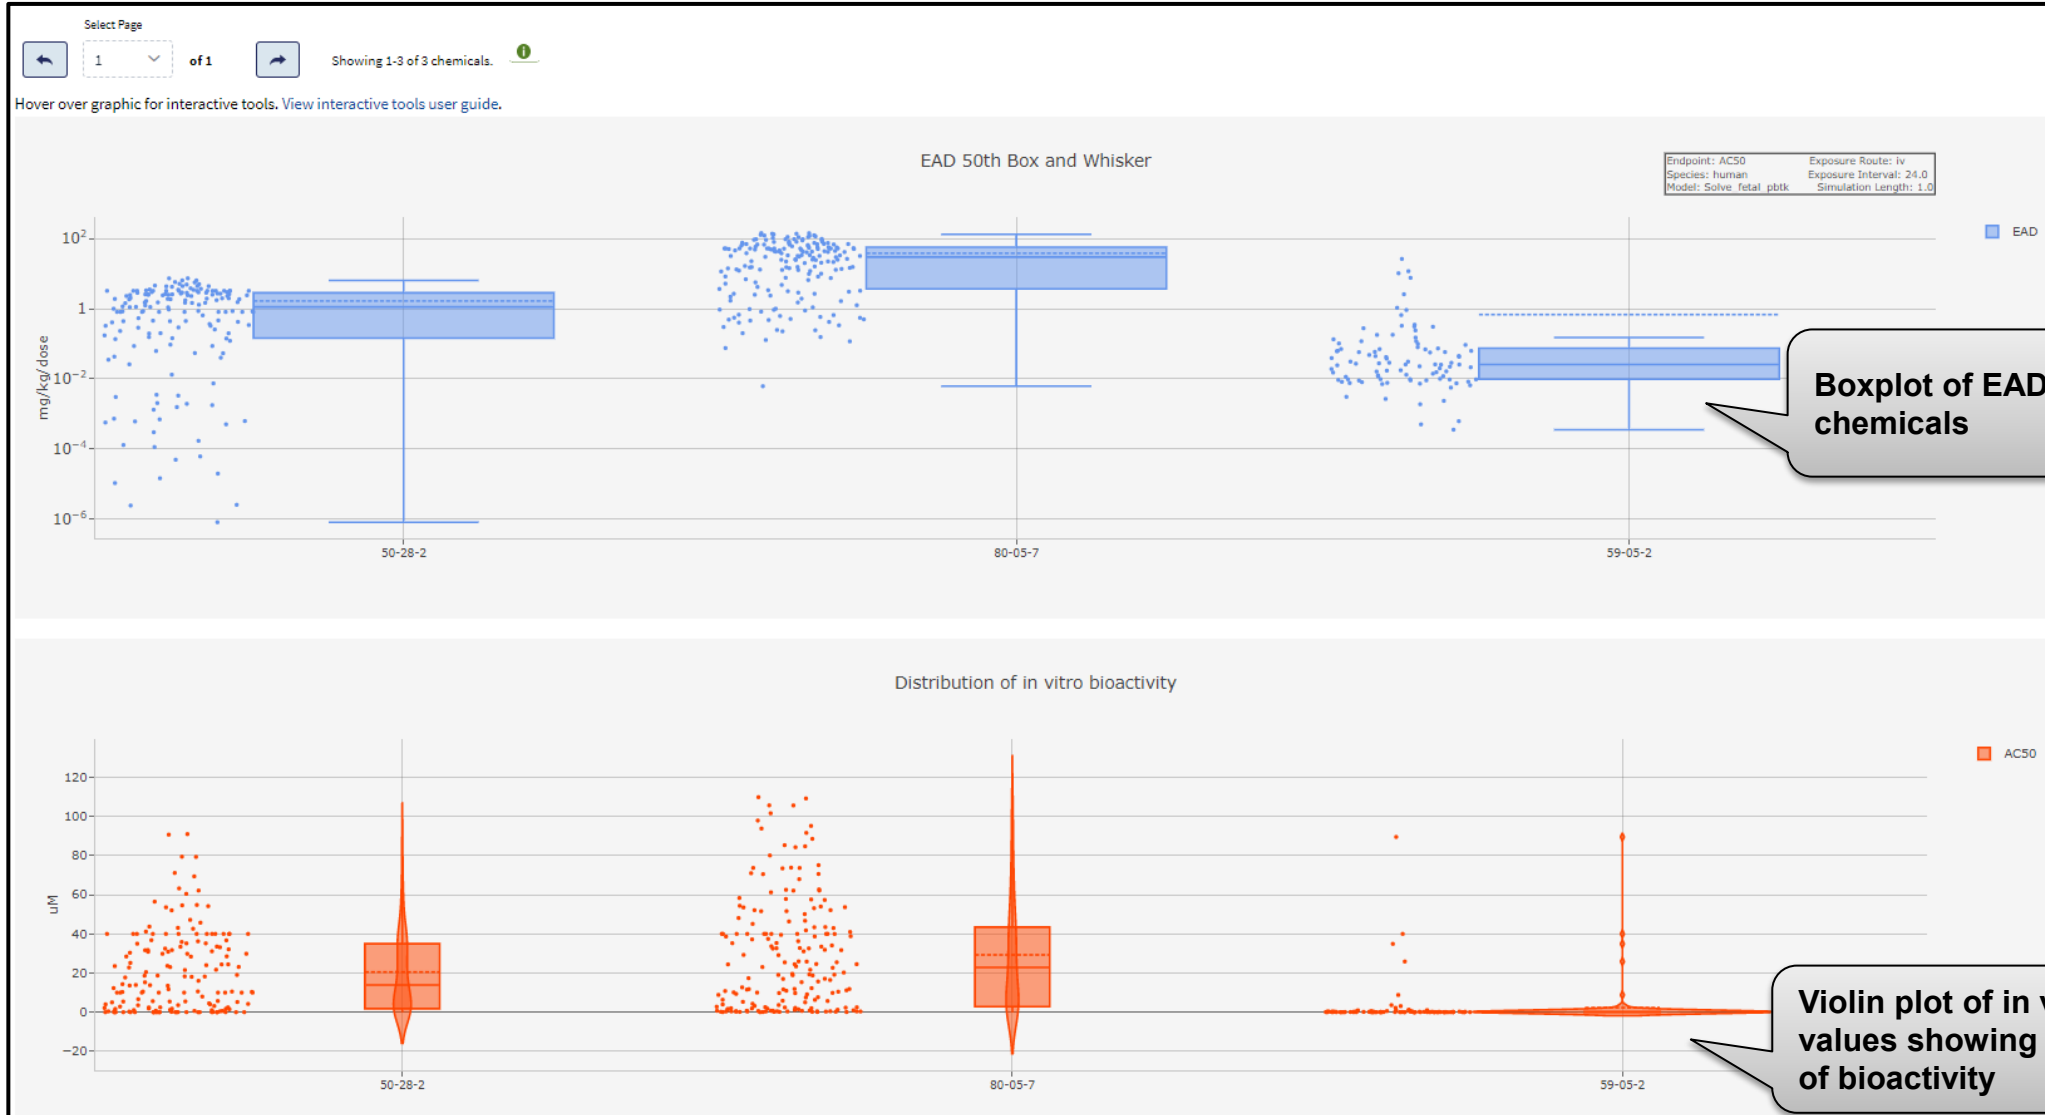 Select Page
1
of 1
Showing 1-3 of 3 chemicals.
Hover over graphic for interactive tools. View interactive tools user guide.
EAD 50th Box and Whisker
Endpoint: AC50 Exposure Route: iv
Species: human Exposure Interval: 24.0
Model: Solve_fetal_pbtk Simulation Length: 1.0
EAD
10²
1
10⁻²
10⁻⁴
10⁻⁶
mg/kg/dose
50-28-2
80-05-7
59-05-2
Boxplot of EAD
chemicals
Distribution of in vitro bioactivity
AC50
120
100
80
60
40
20
0
−20
uM
50-28-2
80-05-7
59-05-2
Violin plot of in v
values showing
of bioactivity